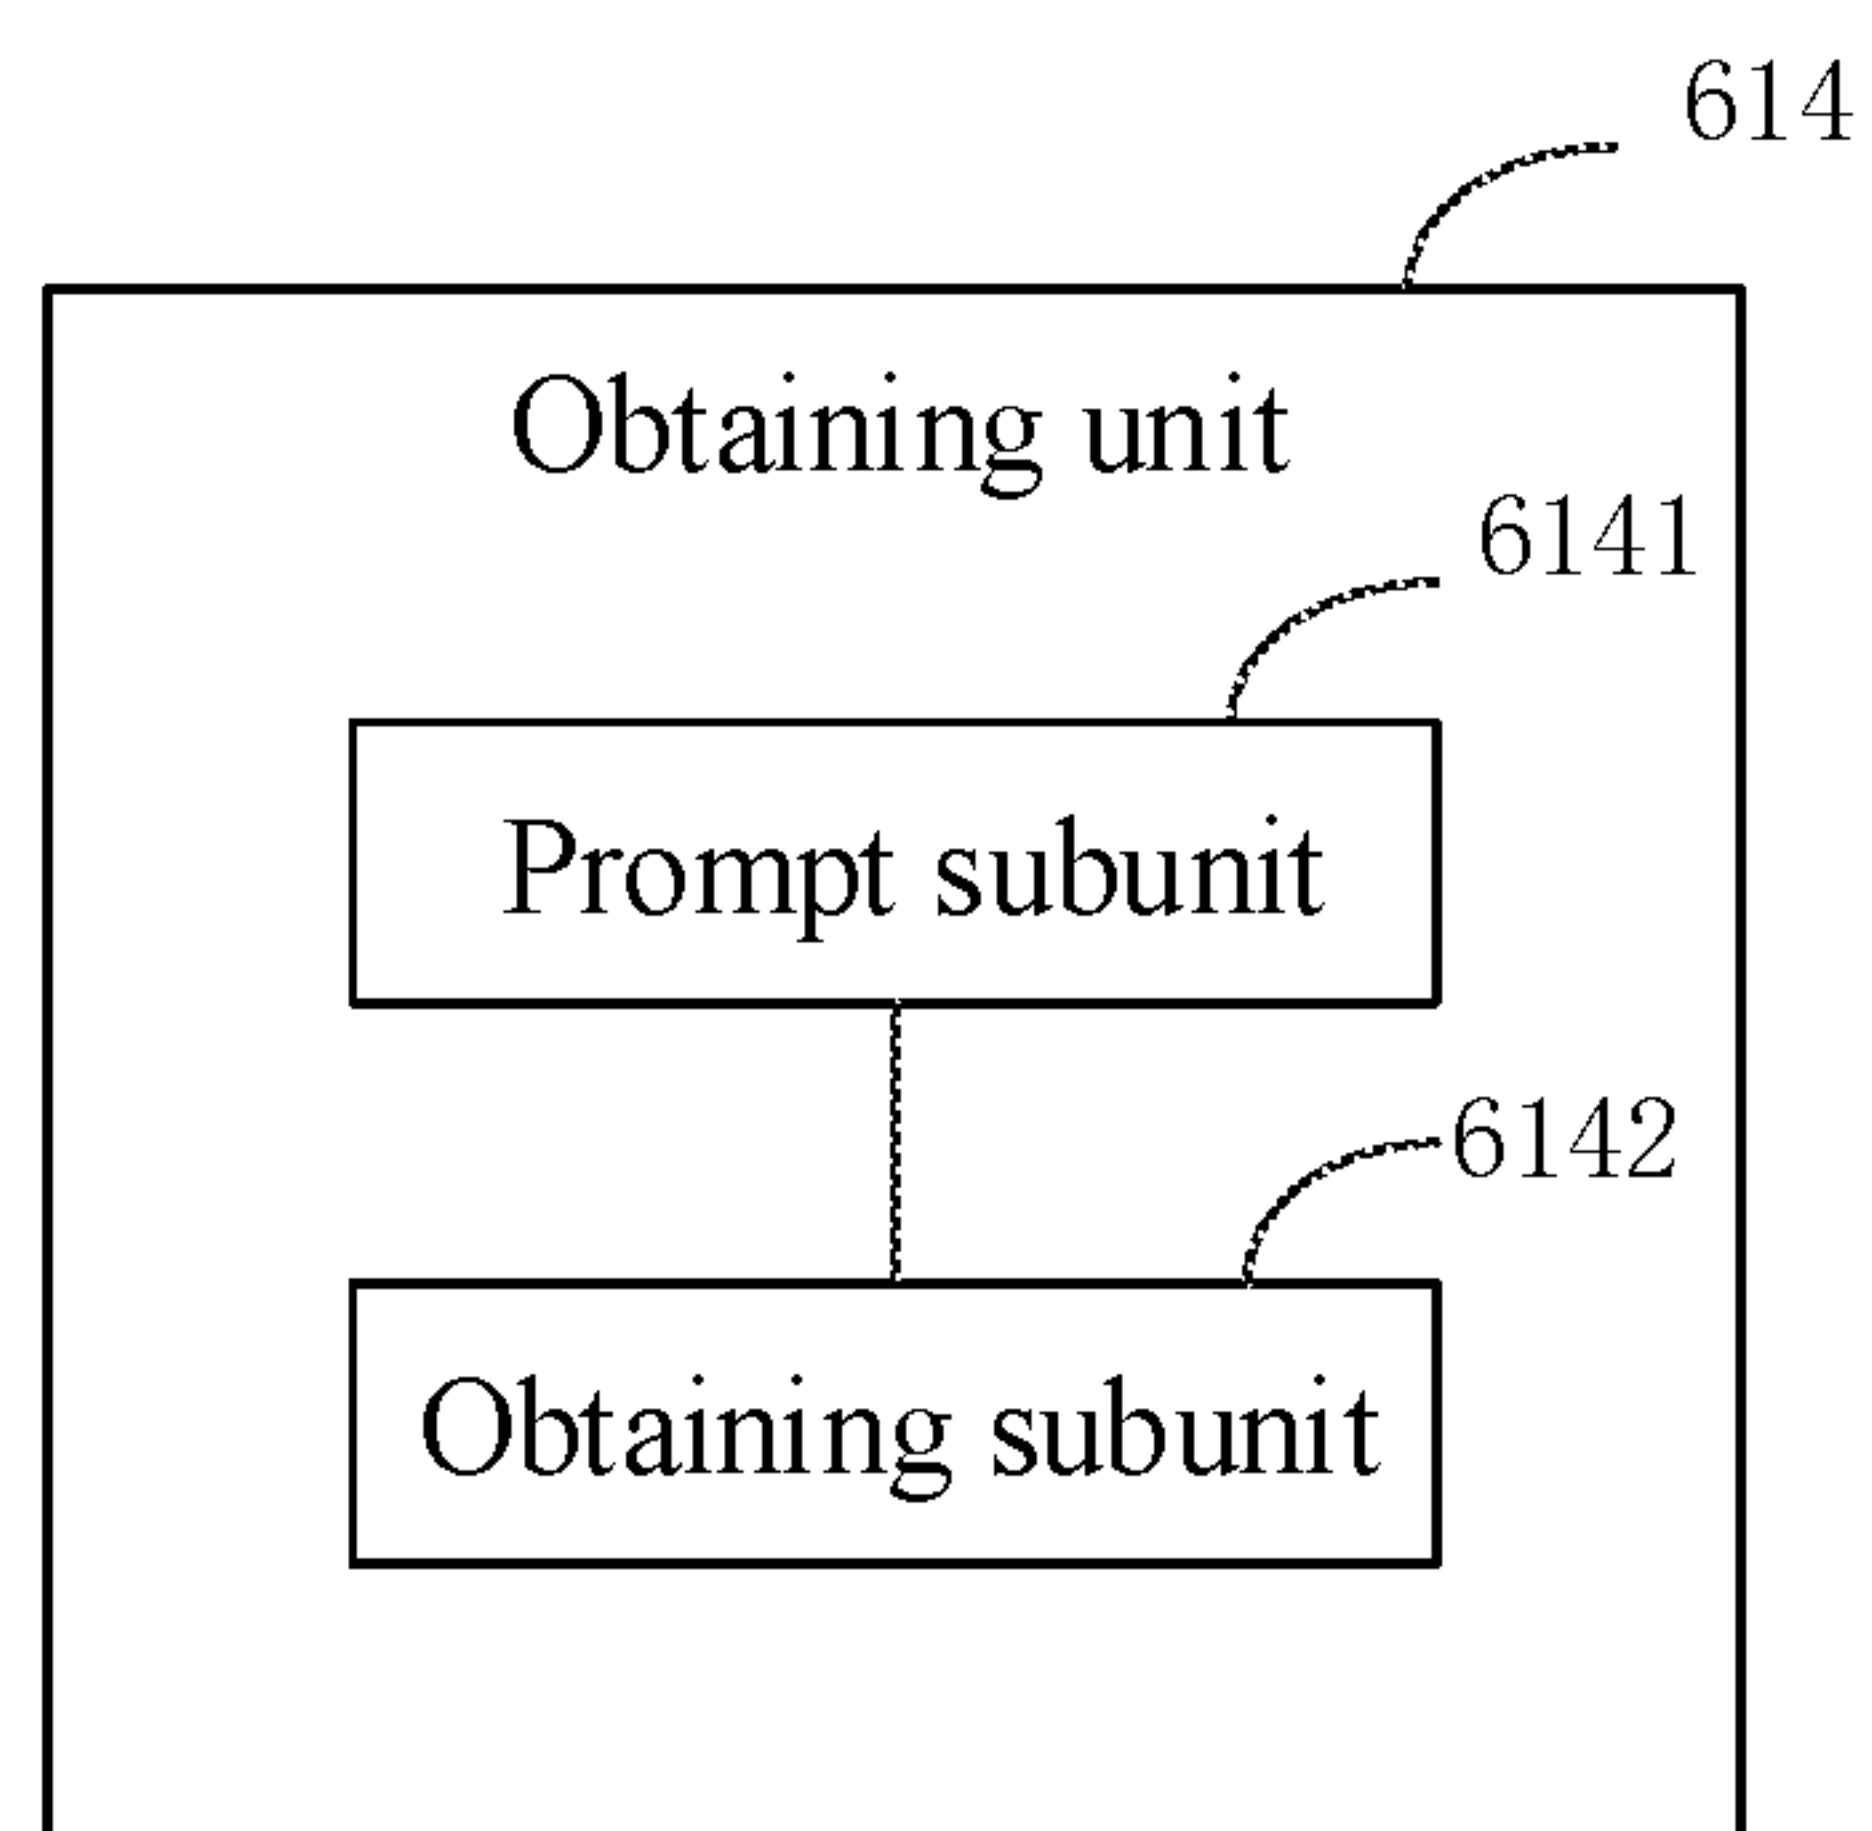 614
Obtaining unit
6141
Prompt subunit
6142
Obtaining subunit